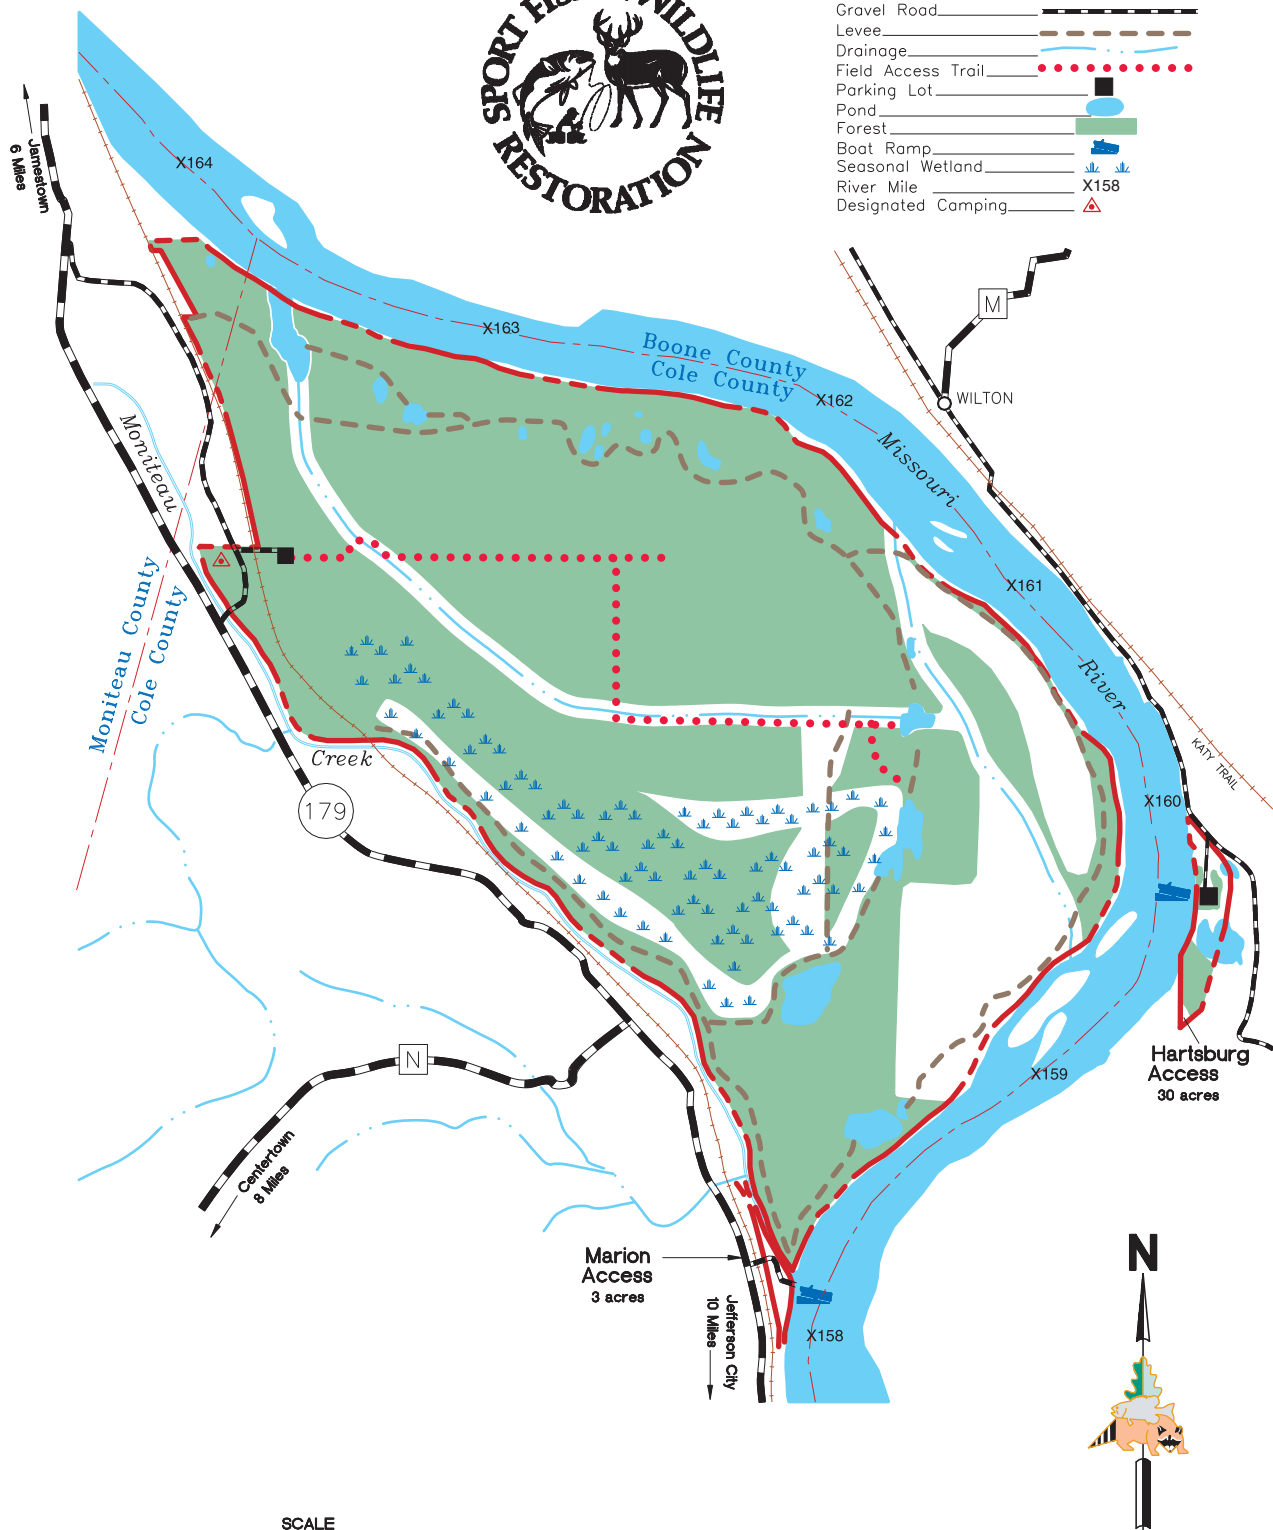 SPORT FISH & WILDLIFE
RESTORATION
Gravel Road
Levee
Drainage
Field Access Trail
Parking Lot
Pond
Forest
Boat Ramp
Seasonal Wetland
River Mile X158
Designated Camping
Jamestown
6 Miles
X164
X163
Boone County
Cole County
X162
M
WILTON
Missouri
River
X161
Moniteau
Creek
Moniteau County
Cole County
179
KATY TRAIL
X160
Hartsburg
Access
30 acres
X159
N
Centertown
8 Miles
Marion
Access
3 acres
Jefferson City
10 Miles
X158
N
SCALE